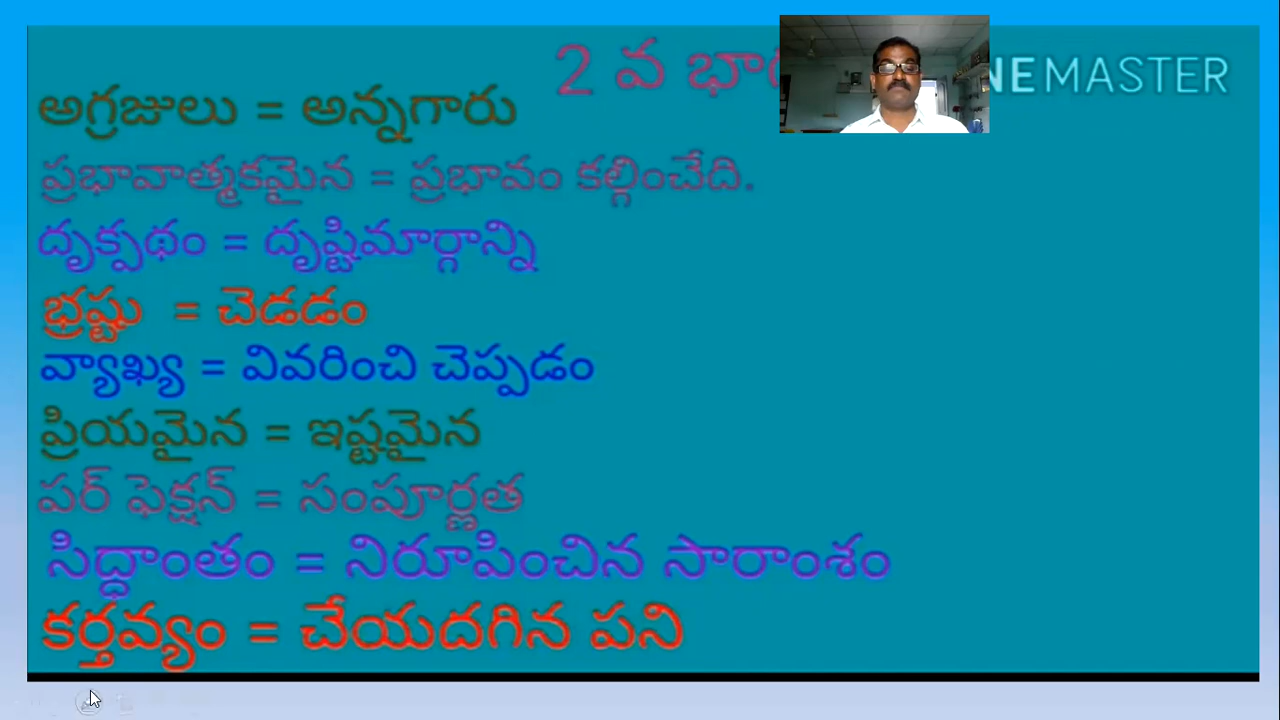 2 వ
NEMASTER
అగ్రజులు = అన్నగారు
ప్రభావాత్మకమైన = ప్రభావం కల్గించేది.
దృక్పథం = దృష్టిమార్గాన్ని
భ్రష్టు = చెడడం
వ్యాఖ్య = వివరించి చెప్పడం
ప్రియమైన = ఇష్టమైన
పర్ ఫెక్షన్ = సంపూర్ణత
సిద్ధాంతం = నిరూపించిన సారాంశం
కర్తవ్యం = చేయదగిన పని